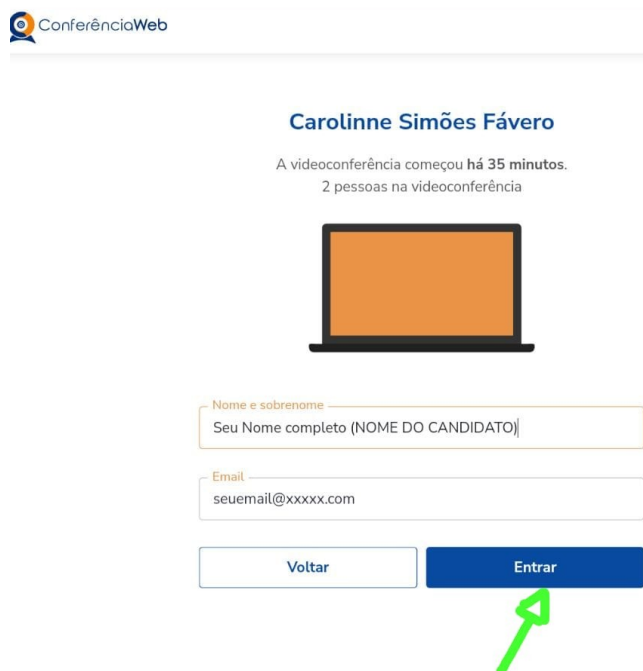 ConferênciaWeb
Carolinne Simões Fávero
A videoconferência começou há 35 minutos.
2 pessoas na videoconferência
Nome e sobrenome
Seu Nome completo (NOME DO CANDIDATO)
Email
seuemail@xxxxx.com
Voltar
Entrar